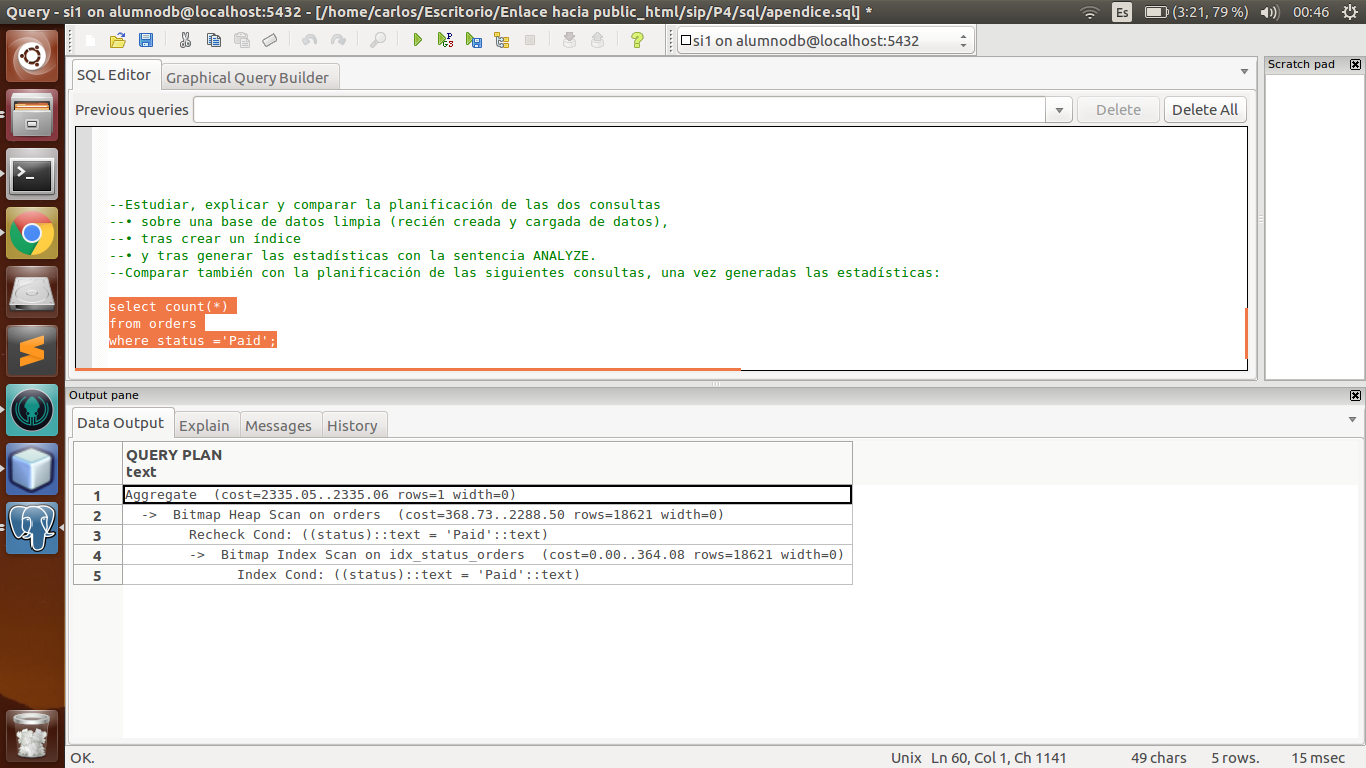 Query - si1 on alumnodb@localhost:5432 - [/home/carlos/Escritorio/Enlace hacia public_html/sip/P4/sql/apendice.sql] *
Es
(3:21, 79 %)
00:46
si1 on alumnodb@localhost:5432
SQL Editor
Graphical Query Builder
Scratch pad
Previous queries
Delete
Delete All
--Estudiar, explicar y comparar la planificación de las dos consultas
--• sobre una base de datos limpia (recién creada y cargada de datos),
--• tras crear un índice
--• y tras generar las estadísticas con la sentencia ANALYZE.
--Comparar también con la planificación de las siguientes consultas, una vez generadas las estadísticas:
select count(*)
from orders
where status ='Paid';
Output pane
Data Output
Explain
Messages
History
QUERY PLAN
text
1 Aggregate (cost=2335.05..2335.06 rows=1 width=0)
2 -> Bitmap Heap Scan on orders (cost=368.73..2288.50 rows=18621 width=0)
3 Recheck Cond: ((status)::text = 'Paid'::text)
4 -> Bitmap Index Scan on idx_status_orders (cost=0.00..364.08 rows=18621 width=0)
5 Index Cond: ((status)::text = 'Paid'::text)
OK.
Unix
Ln 60, Col 1, Ch 1141
49 chars
5 rows.
15 msec